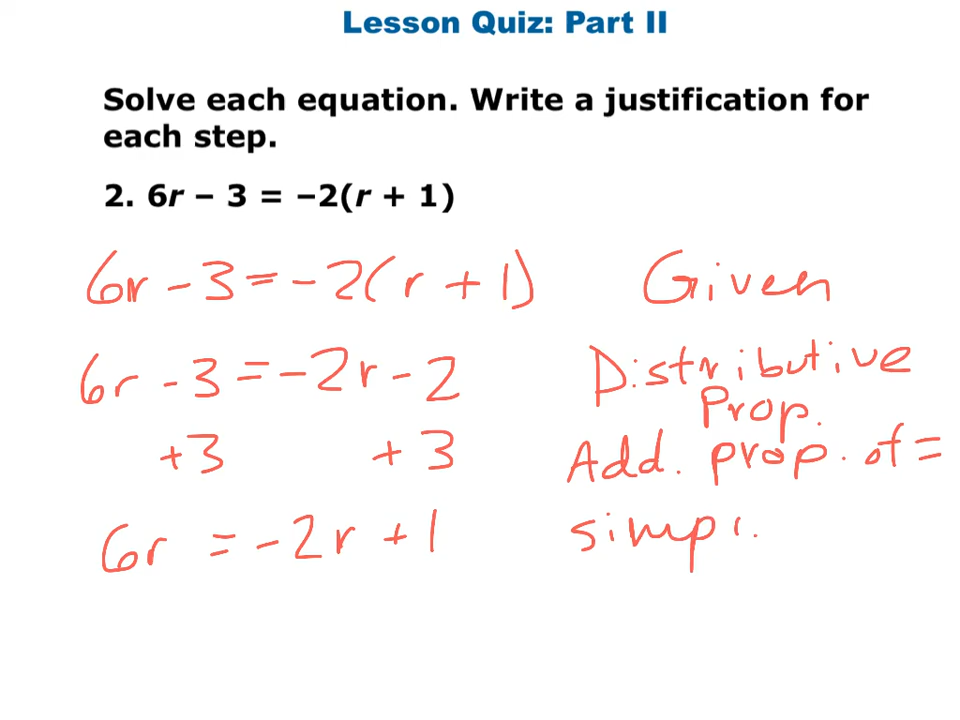 Lesson Quiz: Part II
Solve each equation. Write a justification for
each step.
2. 6r – 3 = –2(r + 1)
6r - 3 = -2(r + 1) Given
6r - 3 = -2r - 2 Distributive
Prop.
+3 +3 Add. prop. of =
6r = -2r + 1 simp.